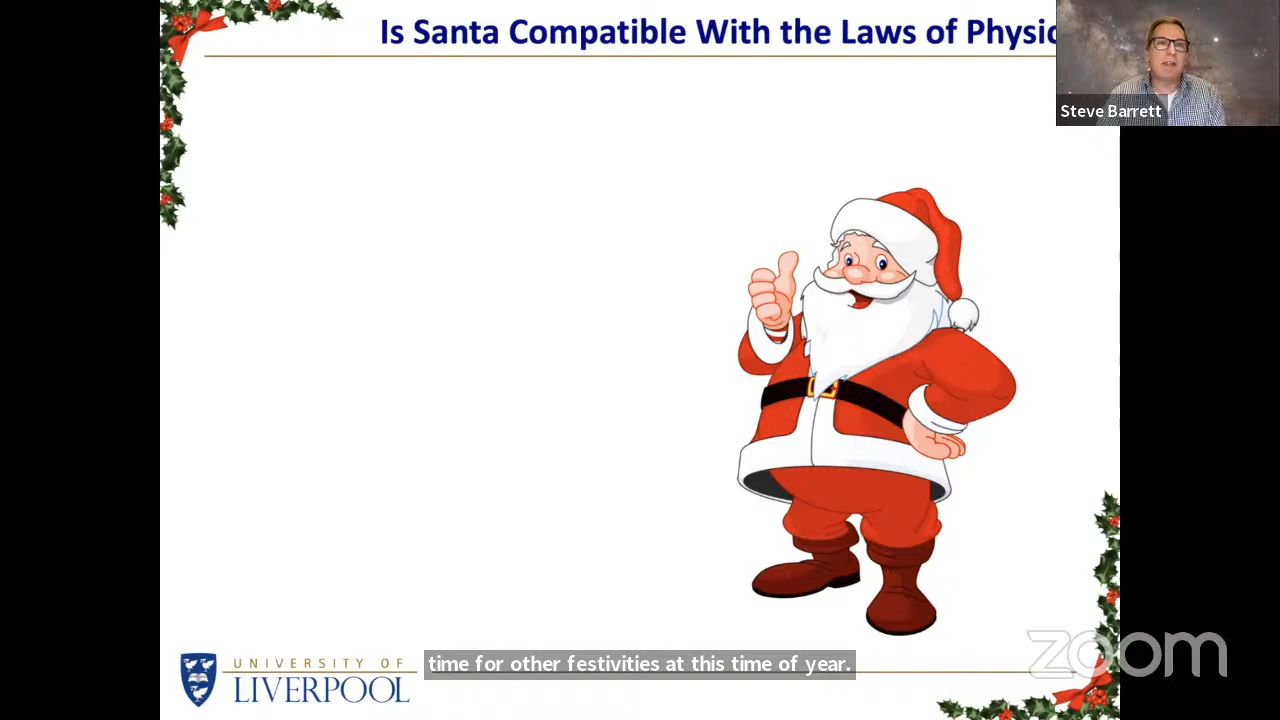 Is Santa Compatible With the Laws of Physic
Steve Barrett
time for other festivities at this time of year.
UNIVERSITY OF
LIVERPOOL
zoom